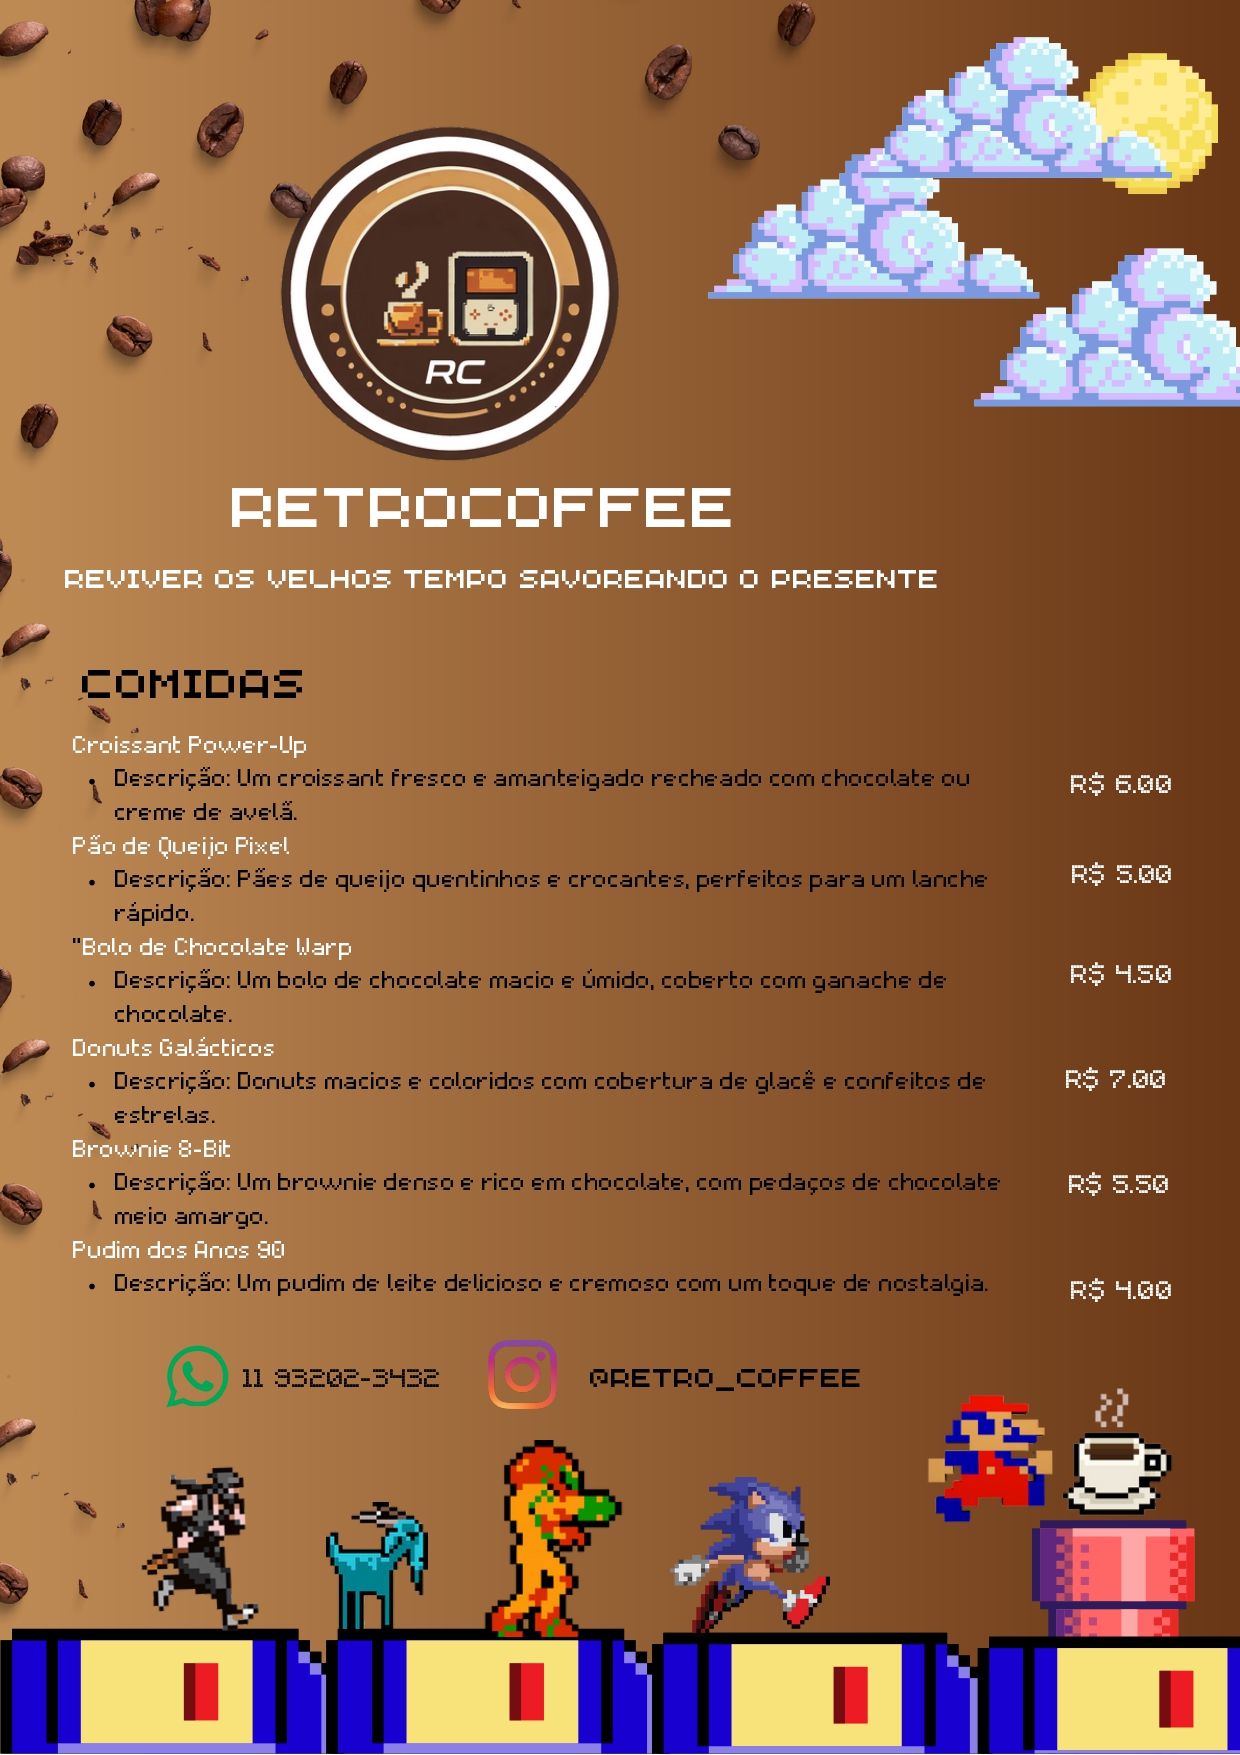 RC
RETROCOFFEE
REVIVER OS VELHOS TEMPO SAVOREANDO O PRESENTE
COMIDAS
Croissant Power-Up
• Descrição: Um croissant fresco e amanteigado recheado com chocolate ou
creme de avelã.
R$ 6.00
Pão de Queijo Pixel
• Descrição: Pães de queijo quentinhos e crocantes, perfeitos para um lanche
rápido.
R$ 5.00
"Bolo de Chocolate Warp
• Descrição: Um bolo de chocolate macio e úmido, coberto com ganache de
chocolate.
R$ 4.50
Donuts Galácticos
• Descrição: Donuts macios e coloridos com cobertura de glacê e confeitos de
estrelas.
R$ 7.00
Brownie 8-Bit
• Descrição: Um brownie denso e rico em chocolate, com pedaços de chocolate
meio amargo.
R$ 5.50
Pudim dos Anos 90
• Descrição: Um pudim de leite delicioso e cremoso com um toque de nostalgia.
R$ 4.00
11 93202-3432
@RETRO_COFFEE